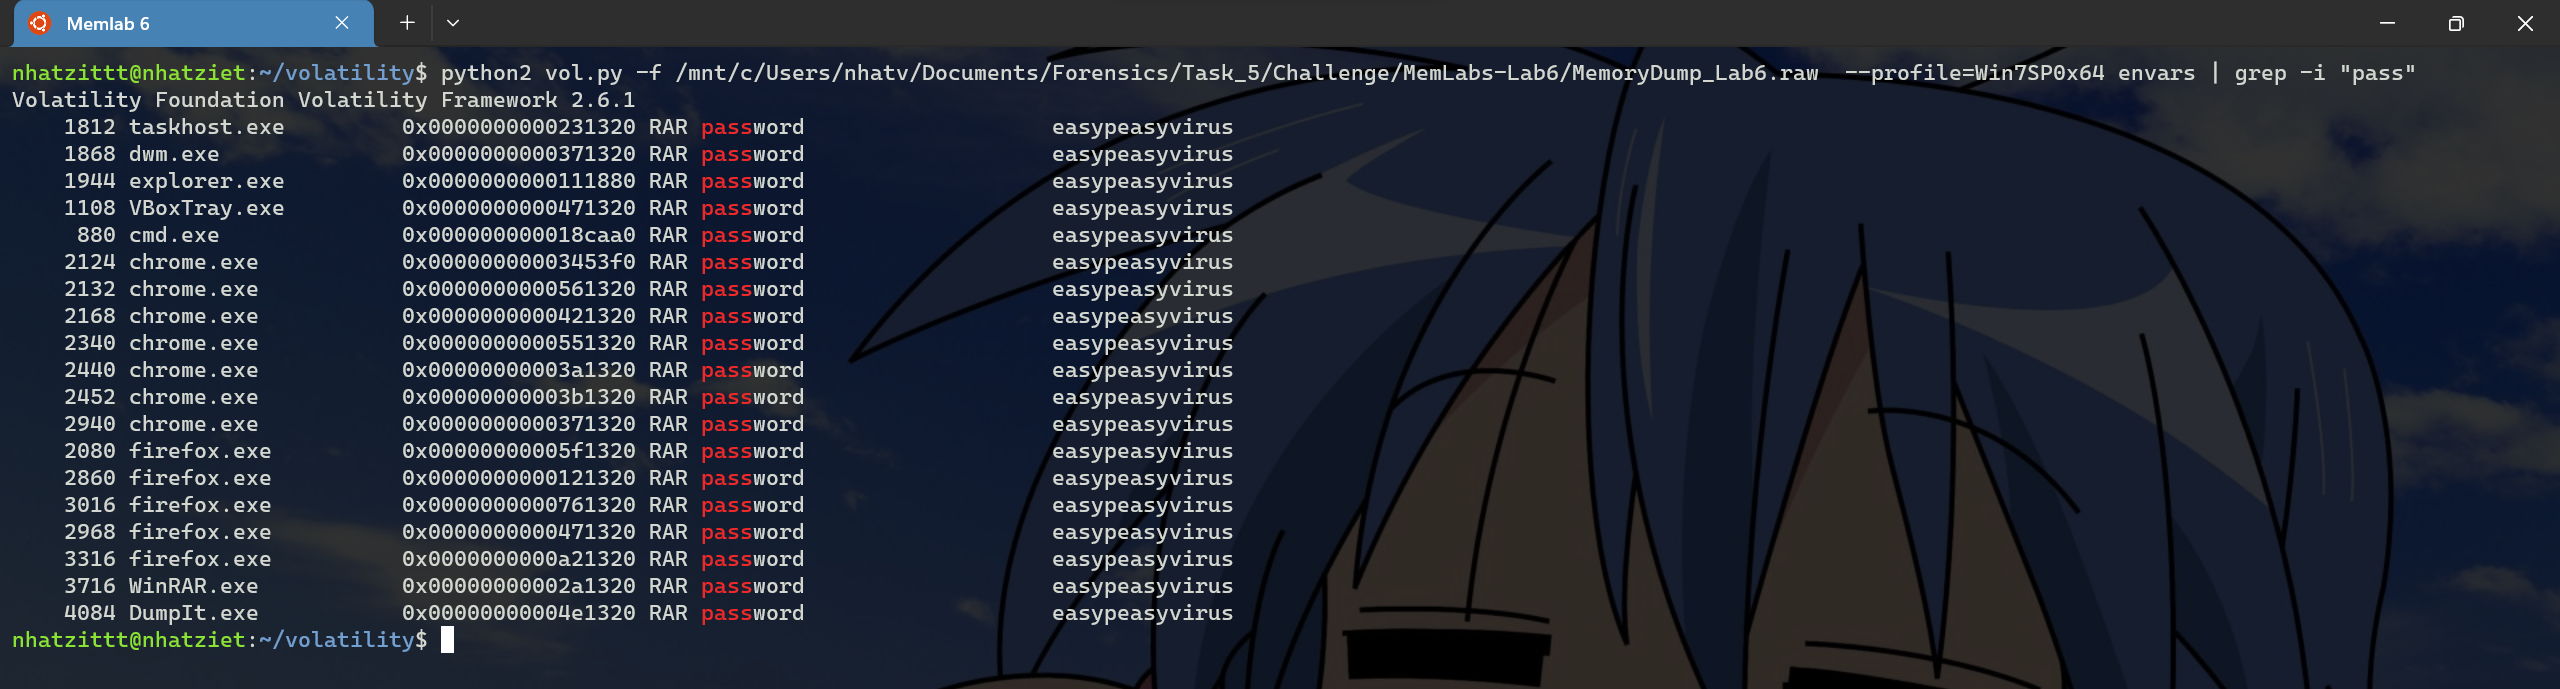 Memlab 6
nhatzittt@nhatziet:~/volatility$ python2 vol.py -f /mnt/c/Users/nhatv/Documents/Forensics/Task_5/Challenge/MemLabs-Lab6/MemoryDump_Lab6.raw  --profile=Win7SP0x64 envars | grep -i "pass"
Volatility Foundation Volatility Framework 2.6.1
    1812 taskhost.exe         0x0000000000231320 RAR password                   easypeasyvirus
    1868 dwm.exe              0x0000000000371320 RAR password                   easypeasyvirus
    1944 explorer.exe         0x0000000000111880 RAR password                   easypeasyvirus
    1108 VBoxTray.exe         0x0000000000471320 RAR password                   easypeasyvirus
     880 cmd.exe              0x000000000018caa0 RAR password                   easypeasyvirus
    2124 chrome.exe           0x00000000003453f0 RAR password                   easypeasyvirus
    2132 chrome.exe           0x0000000000561320 RAR password                   easypeasyvirus
    2168 chrome.exe           0x0000000000421320 RAR password                   easypeasyvirus
    2340 chrome.exe           0x0000000000551320 RAR password                   easypeasyvirus
    2440 chrome.exe           0x00000000003a1320 RAR password                   easypeasyvirus
    2452 chrome.exe           0x00000000003b1320 RAR password                   easypeasyvirus
    2940 chrome.exe           0x0000000000371320 RAR password                   easypeasyvirus
    2080 firefox.exe          0x00000000005f1320 RAR password                   easypeasyvirus
    2860 firefox.exe          0x0000000000121320 RAR password                   easypeasyvirus
    3016 firefox.exe          0x0000000000761320 RAR password                   easypeasyvirus
    2968 firefox.exe          0x0000000000471320 RAR password                   easypeasyvirus
    3316 firefox.exe          0x0000000000a21320 RAR password                   easypeasyvirus
    3716 WinRAR.exe           0x00000000002a1320 RAR password                   easypeasyvirus
    4084 DumpIt.exe           0x00000000004e1320 RAR password                   easypeasyvirus
nhatzittt@nhatziet:~/volatility$